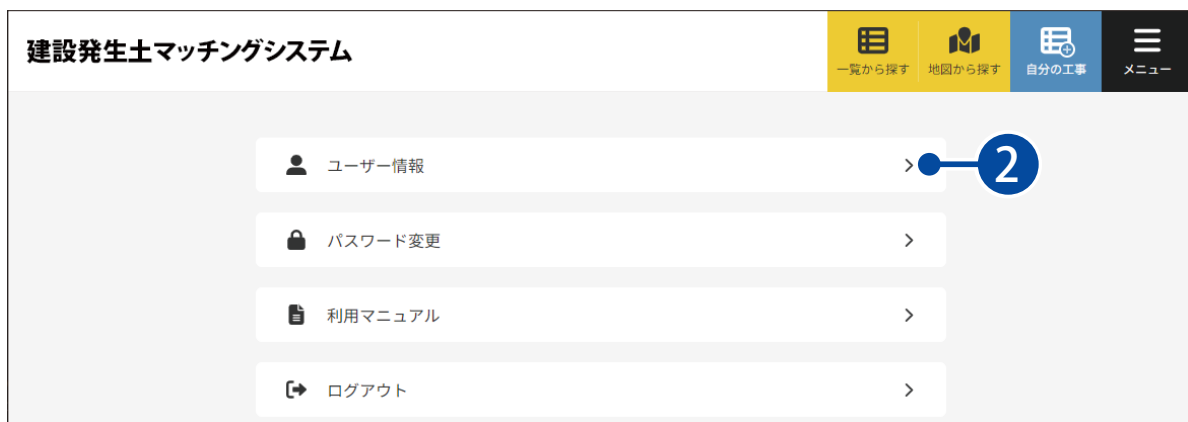 建設発生土マッチングシステム
一覧から探す
地図から探す
自分の工事
メニュー
ユーザー情報
2
パスワード変更
利用マニュアル
ログアウト